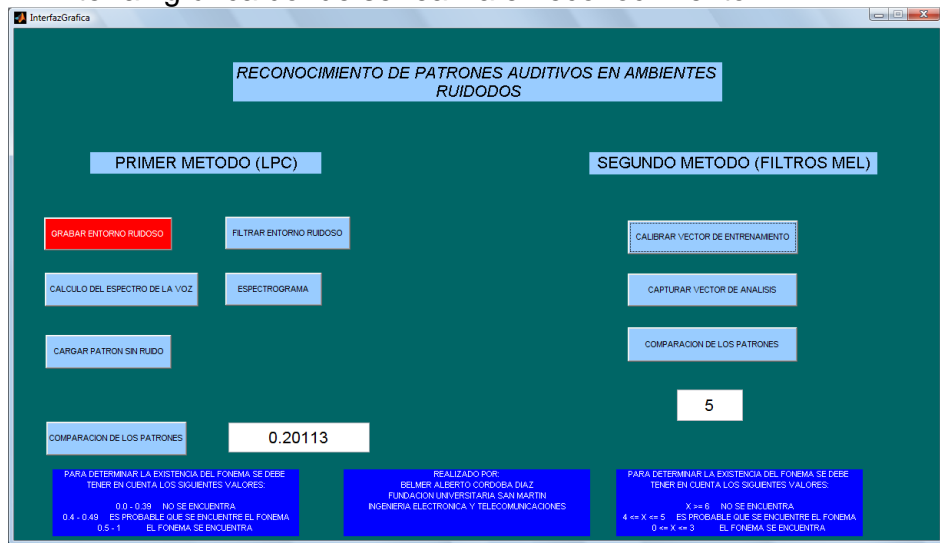 InterfazGrafica
RECONOCIMIENTO DE PATRONES AUDITIVOS EN AMBIENTES
RUIDODOS
PRIMER METODO (LPC)
SEGUNDO METODO (FILTROS MEL)
GRABAR ENTORNO RUIDOSO
FILTRAR ENTORNO RUIDOSO
CALCULO DEL ESPECTRO DE LA VOZ
ESPECTROGRAMA
CARGAR PATRON SIN RUIDO
COMPARACION DE LOS PATRONES
0.20113
CALIBRAR VECTOR DE ENTRENAMIENTO
CAPTURAR VECTOR DE ANALISIS
COMPARACION DE LOS PATRONES
5
PARA DETERMINAR LA EXISTENCIA DEL FONEMA SE DEBE
TENER EN CUENTA LOS SIGUIENTES VALORES:
0.0 - 0.39 NO SE ENCUENTRA
0.4 - 0.49 ES PROBABLE QUE SE ENCUENTRE EL FONEMA
0.5 - 1 EL FONEMA SE ENCUENTRA
REALIZADO POR:
BELMER ALBERTO CORDOBA DIAZ
FUNDACION UNIVERSITARIA SAN MARTIN
INGENIERIA ELECTRONICA Y TELECOMUNICACIONES
PARA DETERMINAR LA EXISTENCIA DEL FONEMA SE DEBE
TENER EN CUENTA LOS SIGUIENTES VALORES:
X >= 6 NO SE ENCUENTRA
4 <= X <= 5 ES PROBABLE QUE SE ENCUENTRE EL FONEMA
0 <= X <= 3 EL FONEMA SE ENCUENTRA